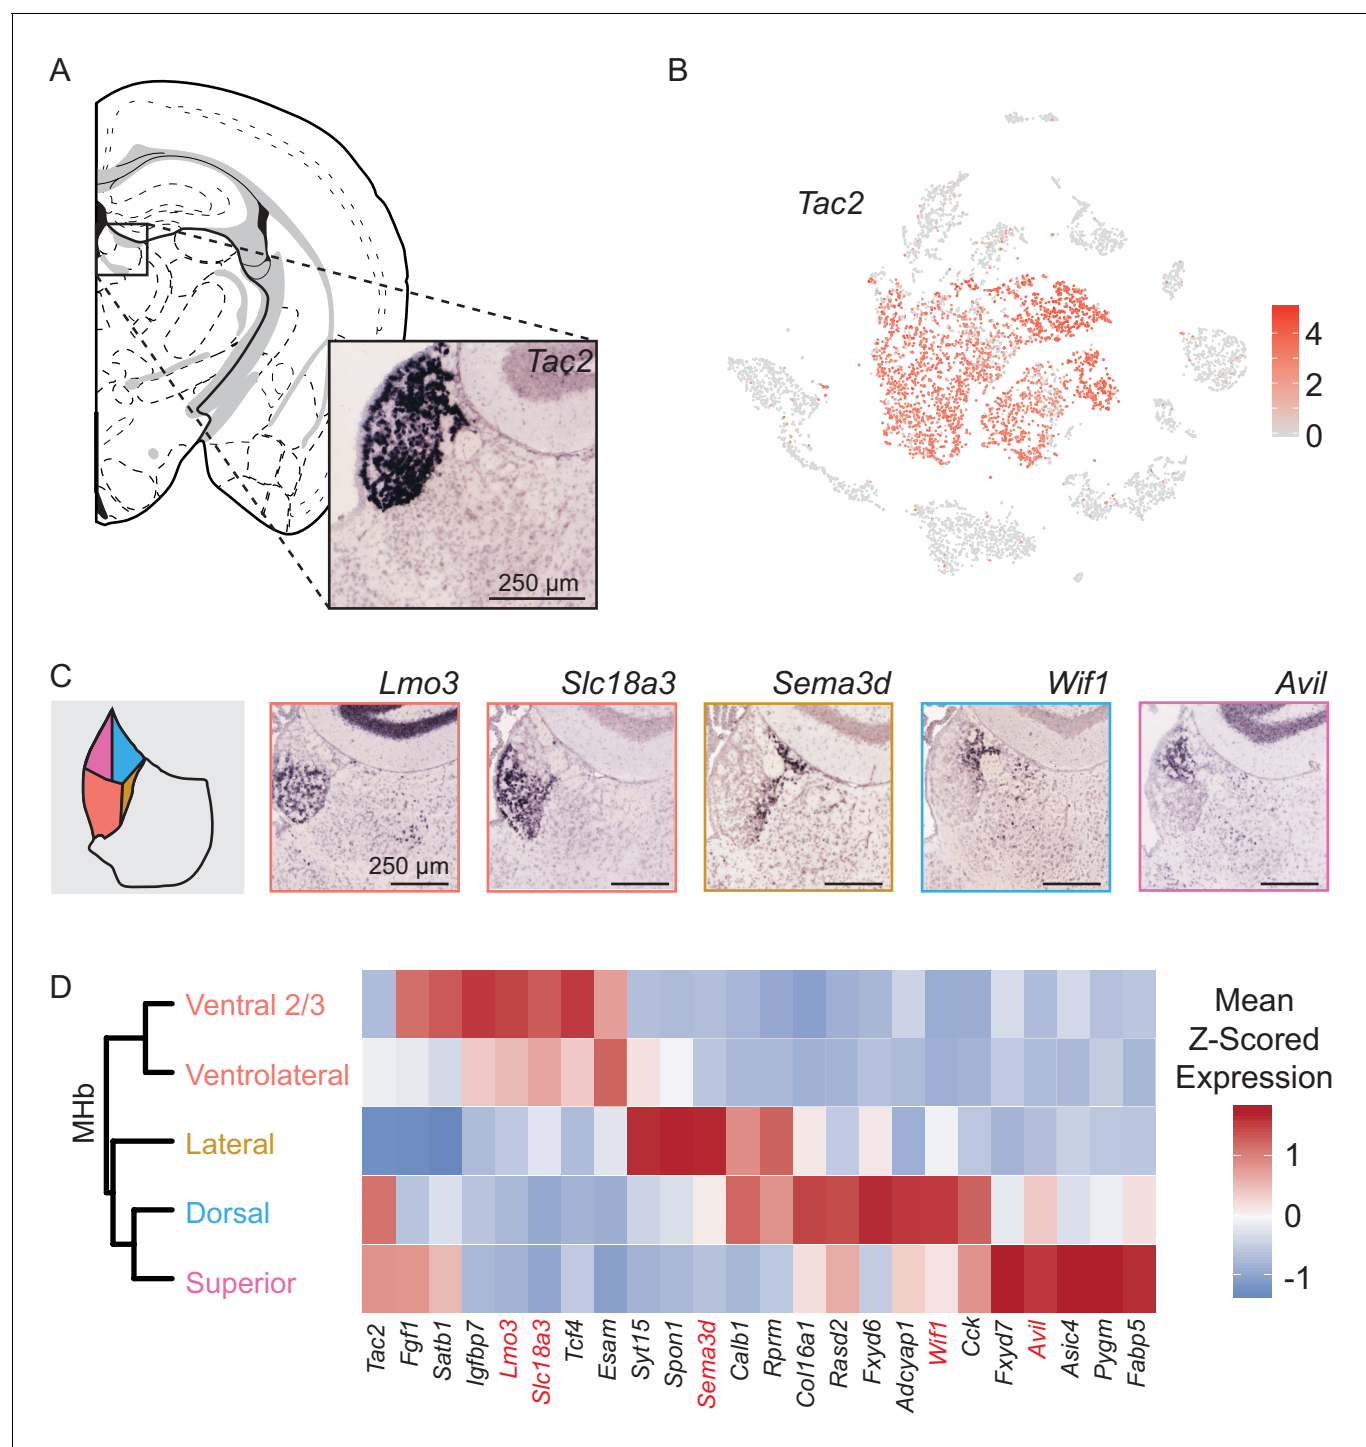 A
Tac2
250 µm
B
Tac2
4
2
0
C
Lmo3
Slc18a3
Sema3d
Wif1
Avil
250 µm
D
MHb
Ventral 2/3
Ventrolateral
Lateral
Dorsal
Superior
Mean
Z-Scored
Expression
1
0
-1
Tac2
Fgf1
Satb1
Igfbp7
Lmo3
Slc18a3
Tcf4
Esam
Syt15
Spon1
Sema3d
Calb1
Rprm
Col16a1
Rasd2
Fxyd6
Adcyap1
Wif1
Cck
Fxyd7
Avil
Asic4
Pygm
Fabp5